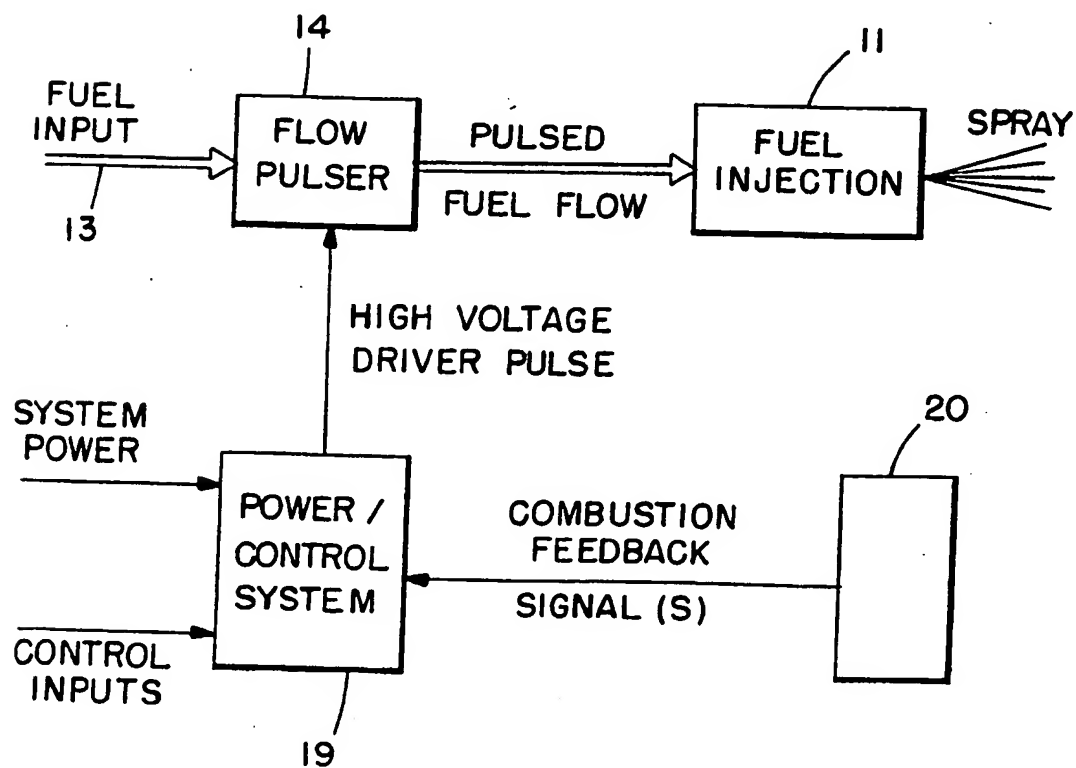 14
11
FUEL
INPUT
FLOW
PULSER
PULSED
FUEL FLOW
FUEL
INJECTION
SPRAY
13
HIGH VOLTAGE
DRIVER PULSE
SYSTEM
POWER
20
POWER /
CONTROL
SYSTEM
COMBUSTION
FEEDBACK
SIGNAL (S)
CONTROL
INPUTS
19